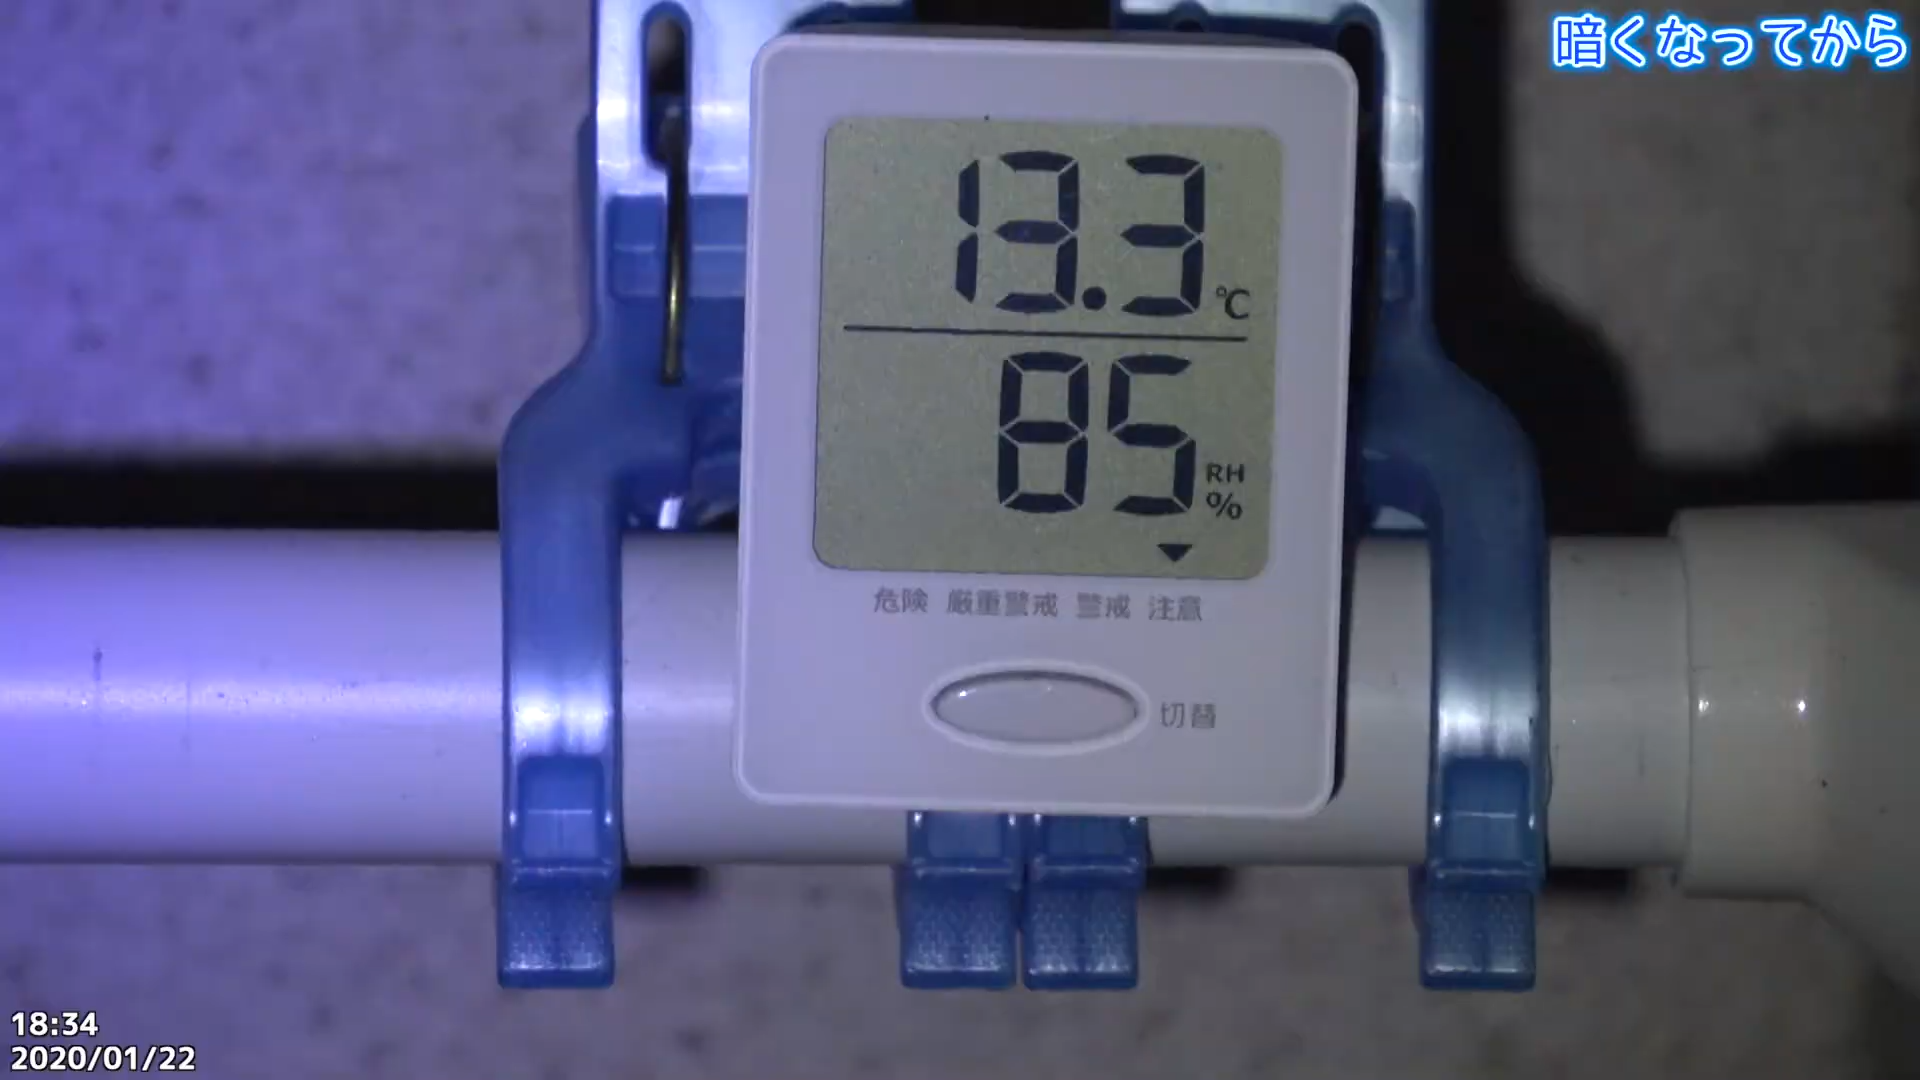 暗くなってから
13.3 ℃
85 RH %
危険 厳重警戒 警戒 注意
切替
18:34
2020/01/22